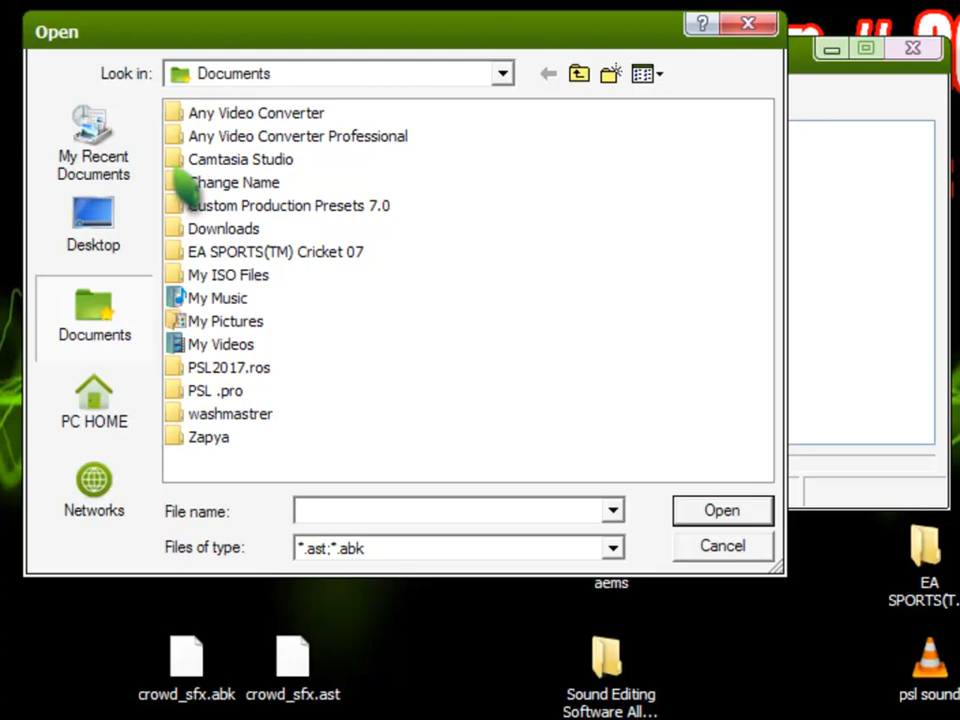 Open
Look in:
Documents
Any Video Converter
Any Video Converter Professional
My Recent
Documents
Camtasia Studio
Change Name
Custom Production Presets 7.0
Desktop
Downloads
EA SPORTS(TM) Cricket 07
My ISO Files
My Music
My Pictures
Documents
My Videos
PSL2017.ros
PSL .pro
PC HOME
washmastrer
Zapya
Networks
File name:
Open
Files of type:
*.ast;*.abk
Cancel
aems
EA
SPORTS(T...
crowd_sfx.abk
crowd_sfx.ast
Sound Editing
Software All...
psl sound